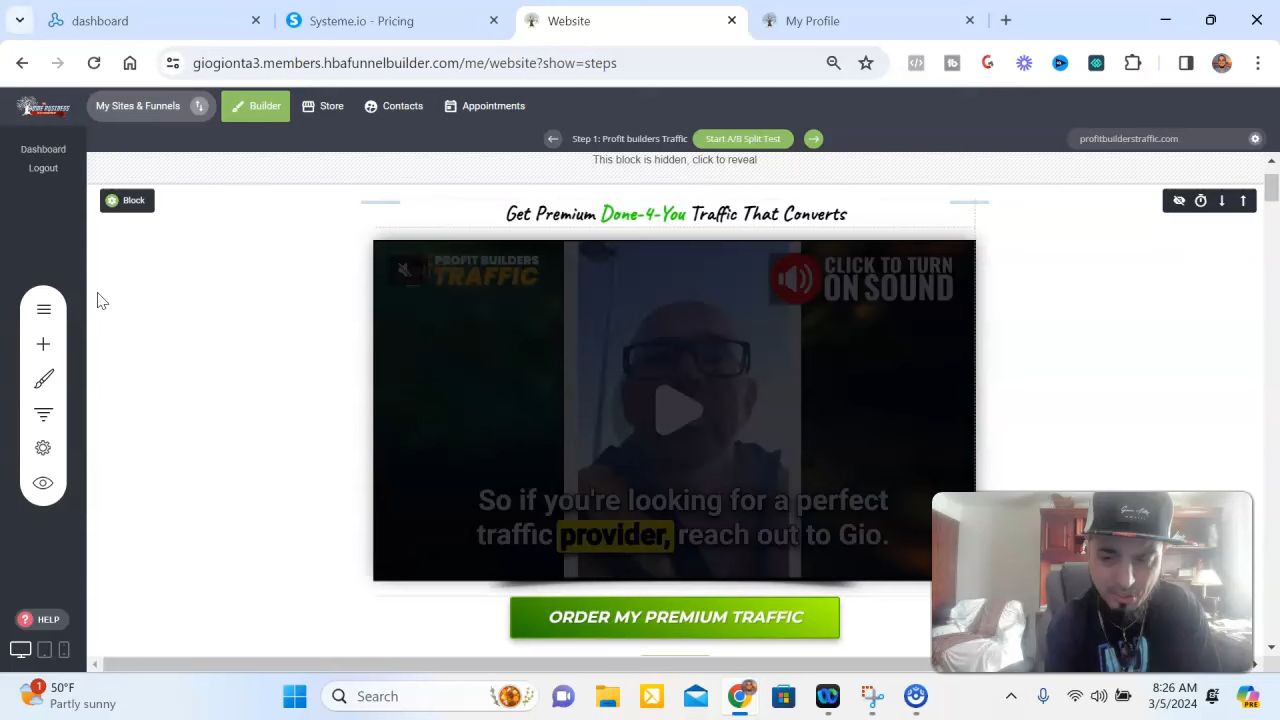 dashboard
Systeme.io - Pricing
Website
My Profile
giogionta3.members.hbafunnelbuilder.com/me/website?show=steps
My Sites & Funnels
Builder
Store
Contacts
Appointments
Dashboard
Logout
Step 1: Profit builders Traffic
Start A/B Split Test
profitbuilderstraffic.com
This block is hidden, click to reveal
Block
Get Premium Done-4-You Traffic That Converts
PROFIT BUILDERS
TRAFFIC
CLICK TO TURN
ON SOUND
So if you're looking for a perfect
traffic provider, reach out to Gio.
ORDER MY PREMIUM TRAFFIC
? HELP
1
50°F
Partly sunny
Search
8:26 AM
3/5/2024
PRE